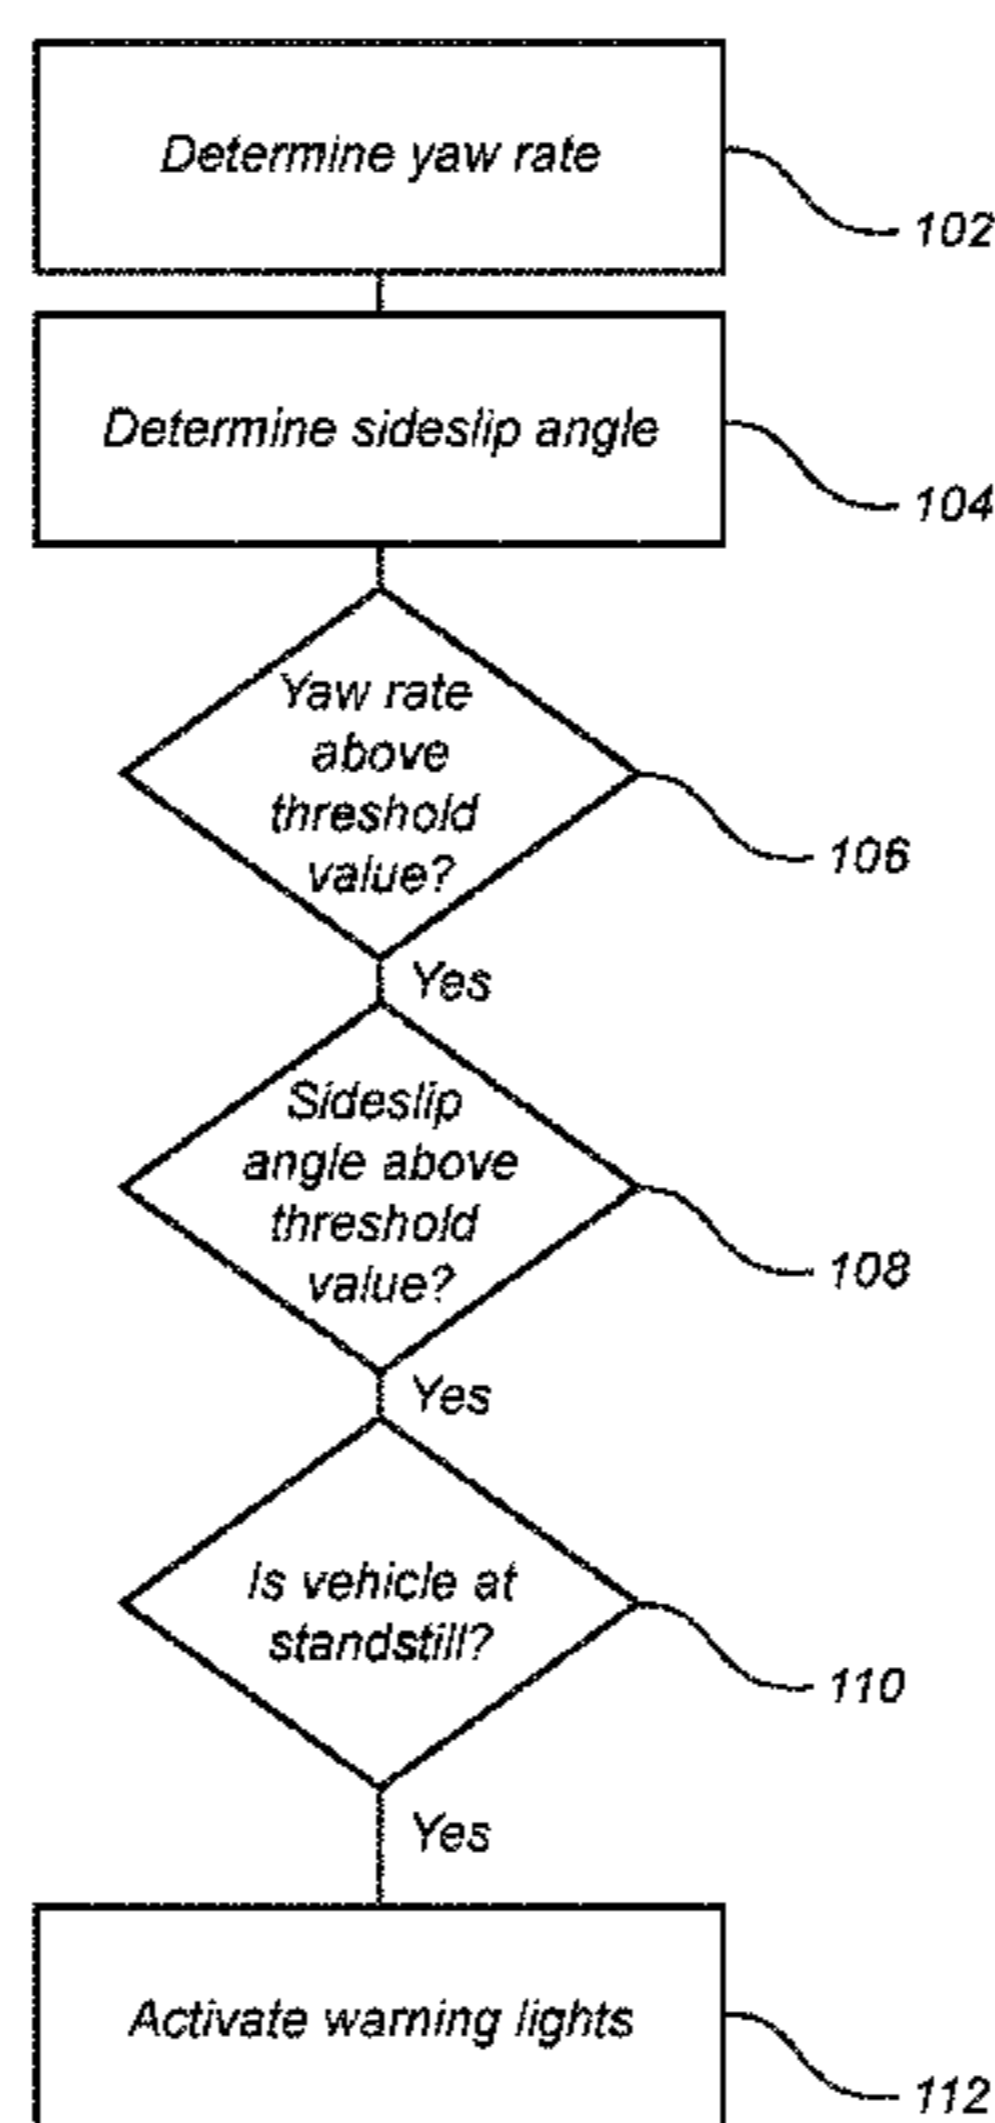 Determine yaw rate
102
Determine sideslip angle
104
Yaw rate
above
threshold
value?
106
Yes
Sideslip
angle above
threshold
value?
108
Yes
Is vehicle at
standstill?
110
Yes
Activate warning lights
112